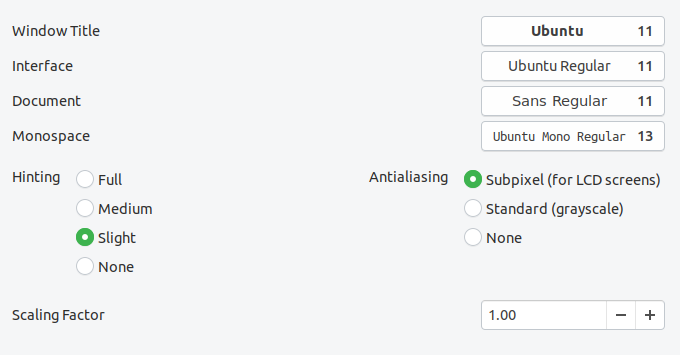 Window Title Ubuntu 11
Interface Ubuntu Regular 11
Document Sans Regular 11
Monospace Ubuntu Mono Regular 13
Hinting Full Antialiasing Subpixel (for LCD screens)
Medium Standard (grayscale)
Slight None
None
Scaling Factor 1.00 − +